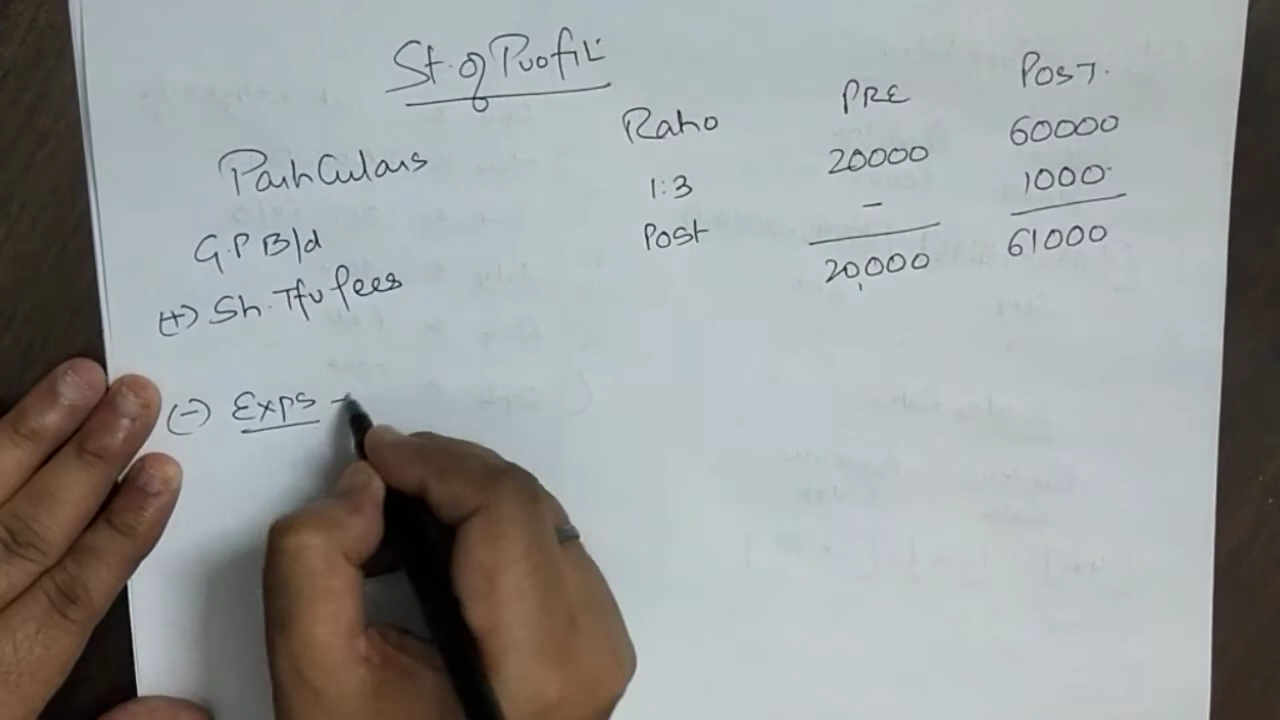 St. of Profit
Particulars Ratio PRE POST.
G.P B/d 1:3 20000 60000
(+) Sh. Tfr fees Post – 1000
20,000 61000
(-) Exps -